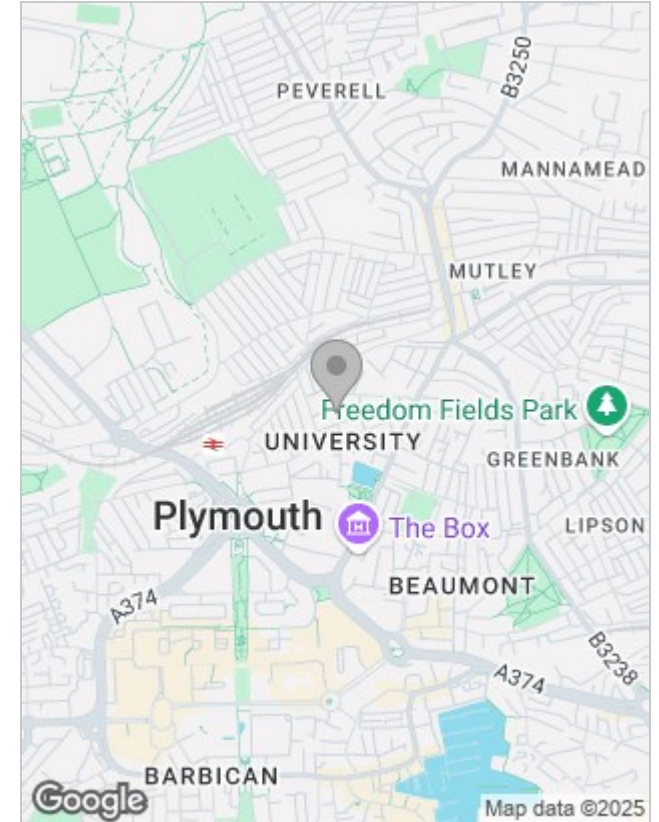 PEVERELL
B3250
MANNAMEAD
MUTLEY
Freedom Fields Park
UNIVERSITY
GREENBANK
Plymouth
The Box
LIPSON
BEAUMONT
A374
B3238
A374
BARBICAN
Google
Map data ©2025